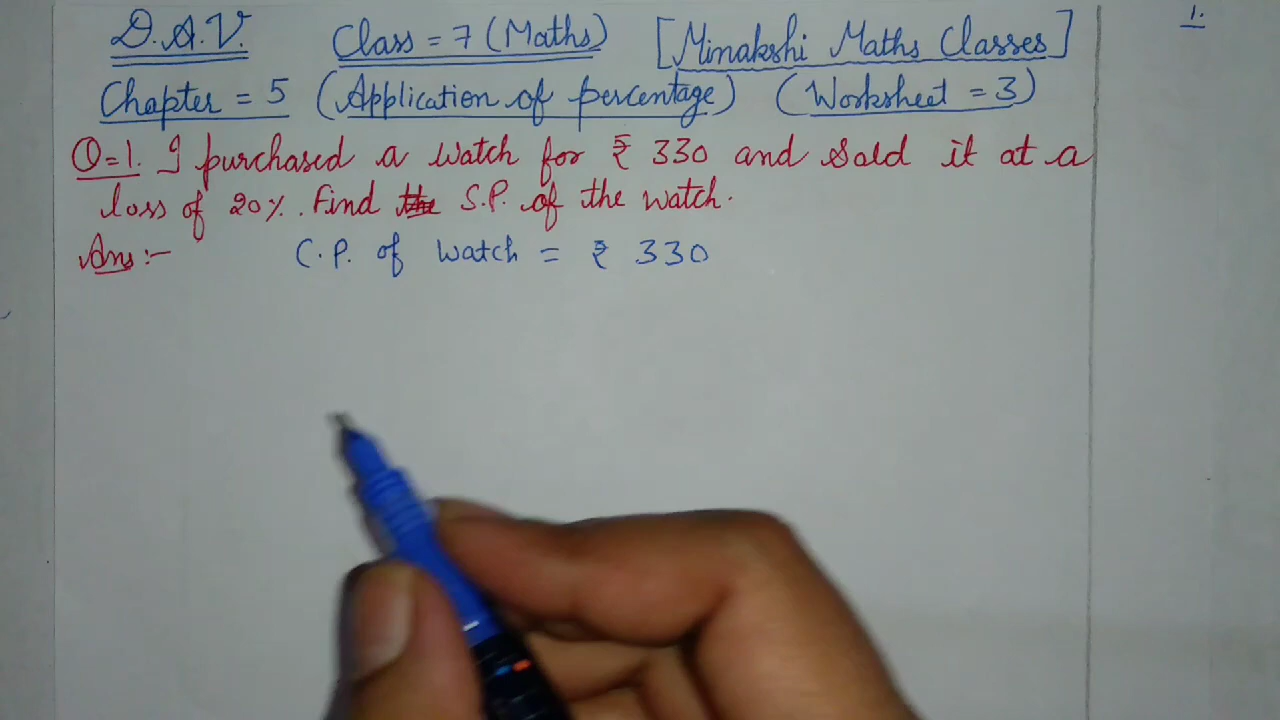 D.A.V. Class = 7 (Maths) [Minakshi Maths Classes] 1.
Chapter = 5 (Application of percentage) (Worksheet = 3)
Q=1. I purchased a watch for ₹ 330 and Sold it at a
loss of 20%. Find the S.P. of the watch.
Ans:- C.P. of watch = ₹ 330